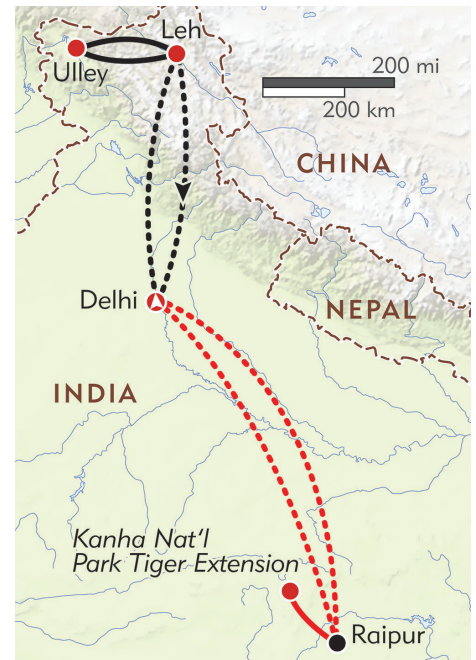 Leh
Ulley
200 mi
200 km
CHINA
NEPAL
Delhi
INDIA
Kanha Nat‘l
Park Tiger Extension
Raipur